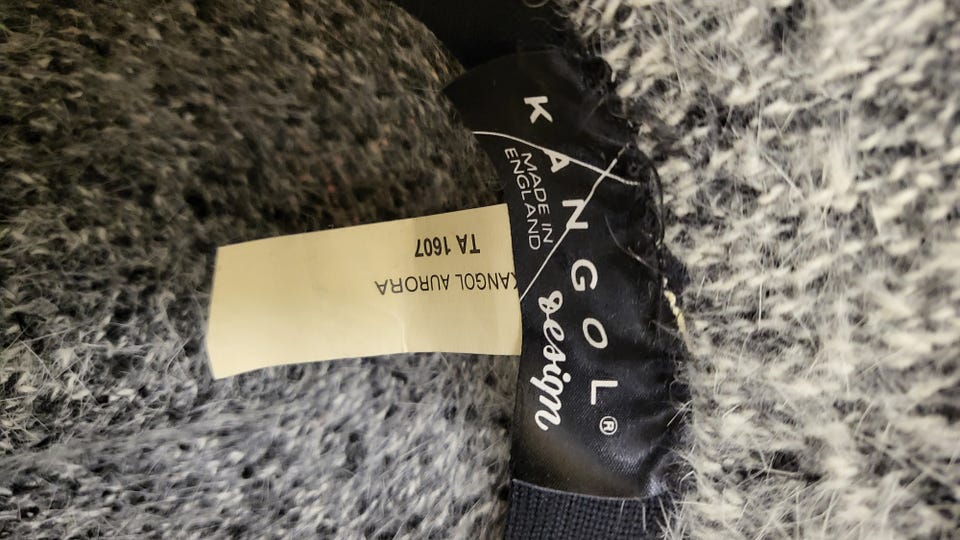 KANGOL®
design
MADE IN
ENGLAND
KANGOL AURORA
TA 1607